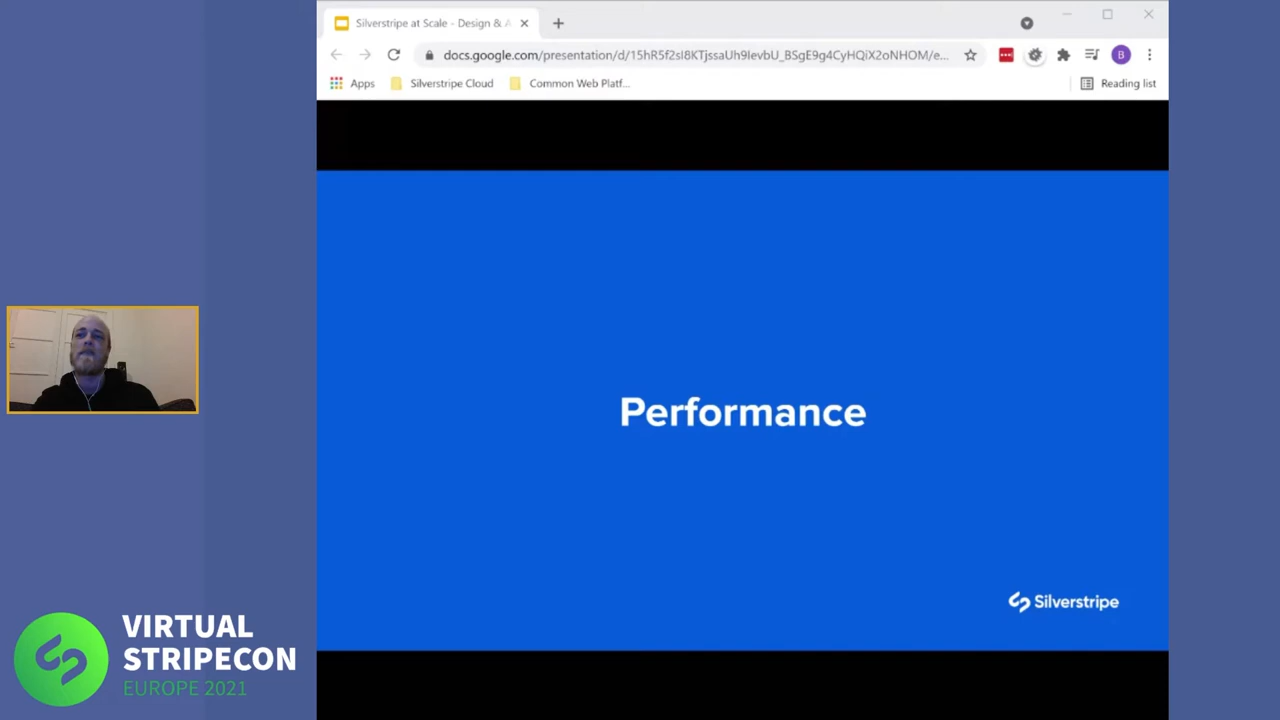 Silverstripe at Scale - Design & A
docs.google.com/presentation/d/15hR5f2sI8KTjssaUh9IevbU_BSgE9g4CyHQiX2oNHOM/e...
B
Apps
Silverstripe Cloud
Common Web Platf...
Reading list
Performance
Silverstripe
VIRTUAL
STRIPECON
EUROPE 2021